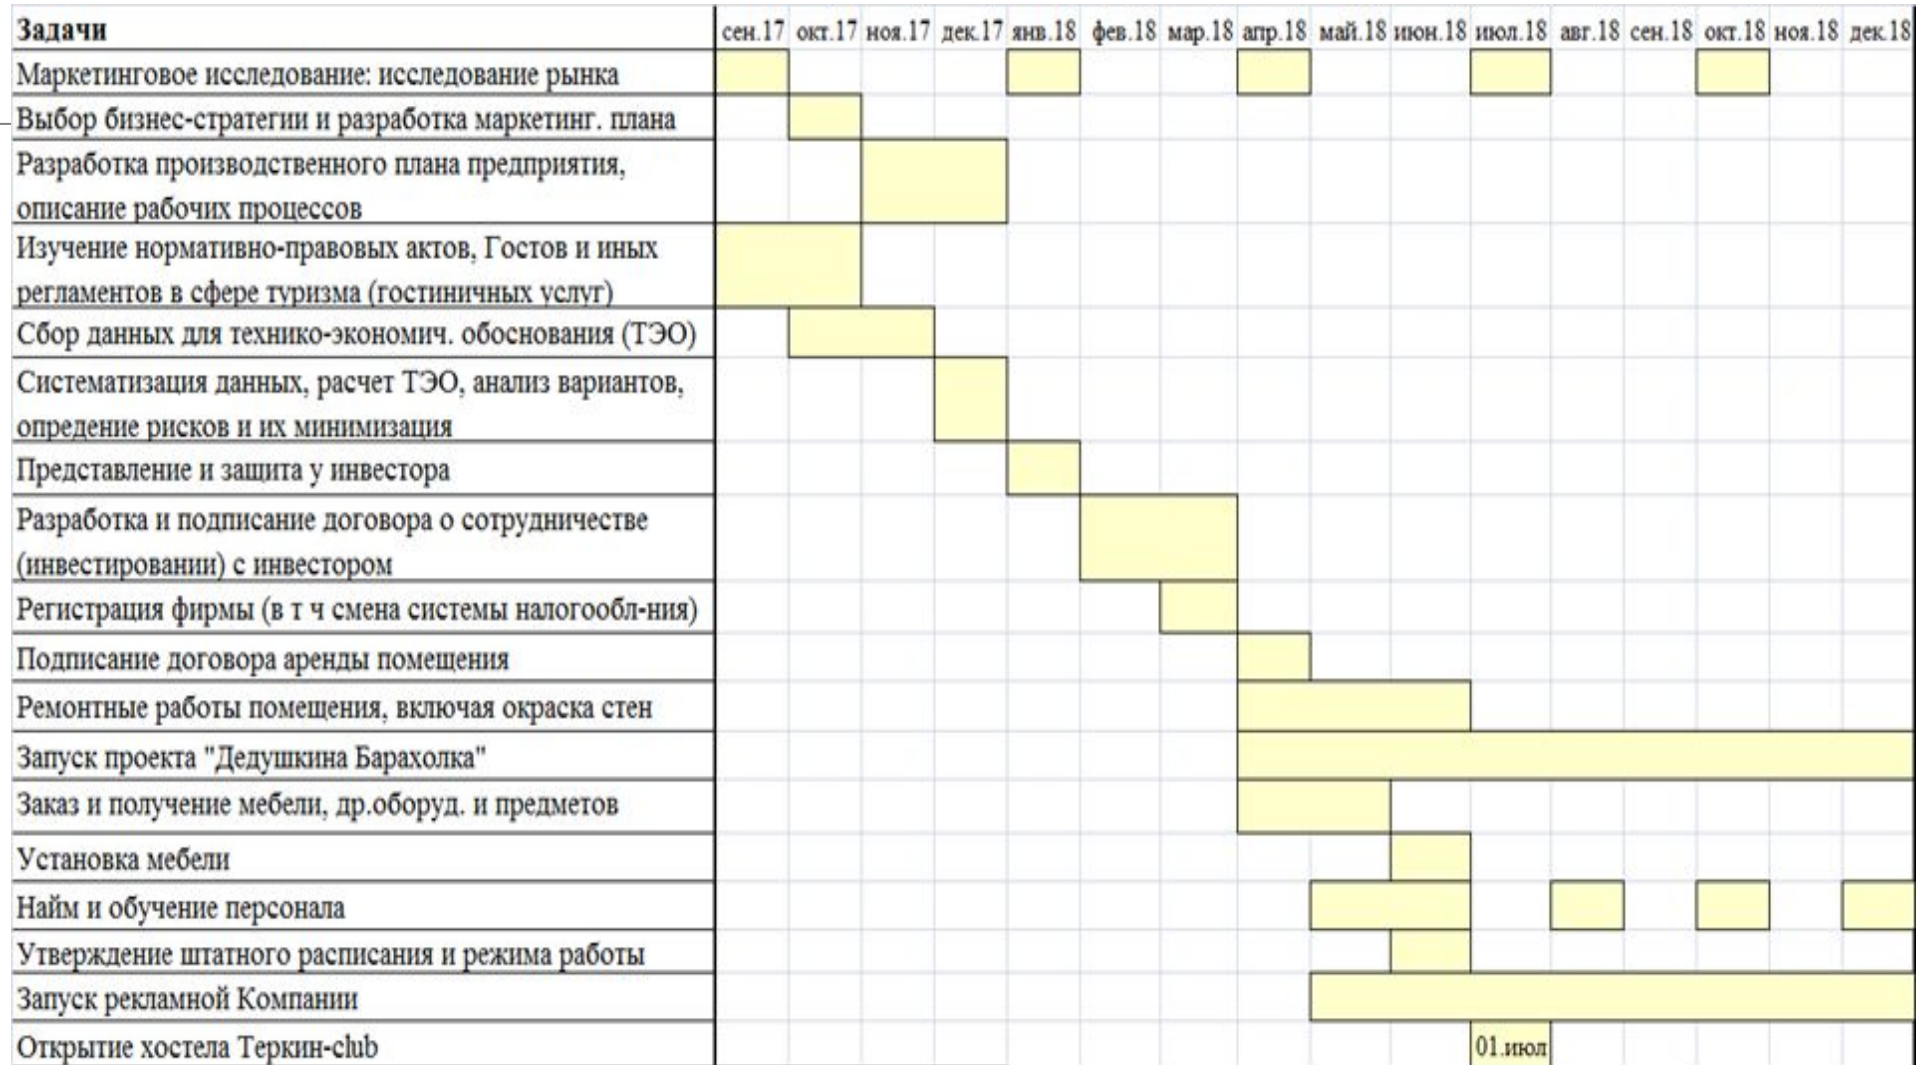 Задачи сен.17 окт.17 ноя.17 дек.17 янв.18 фев.18 мар.18 апр.18 май.18 июн.18 июл.18 авг.18 сен.18 окт.18 ноя.18 дек.18
Маркетинговое исследование: исследование рынка
Выбор бизнес-стратегии и разработка маркетинг. плана
Разработка производственного плана предприятия,
описание рабочих процессов
Изучение нормативно-правовых актов, Гостов и иных
регламентов в сфере туризма (гостиничных услуг)
Сбор данных для технико-экономич. обоснования (ТЭО)
Систематизация данных, расчет ТЭО, анализ вариантов,
опредение рисков и их минимизация
Представление и защита у инвестора
Разработка и подписание договора о сотрудничестве
(инвестировании) с инвестором
Регистрация фирмы (в т ч смена системы налогообл-ния)
Подписание договора аренды помещения
Ремонтные работы помещения, включая окраска стен
Запуск проекта "Дедушкина Барахолка"
Заказ и получение мебели, др.оборуд. и предметов
Установка мебели
Найм и обучение персонала
Утверждение штатного расписания и режима работы
Запуск рекламной Компании
Открытие хостела Теркин-club 01.июл